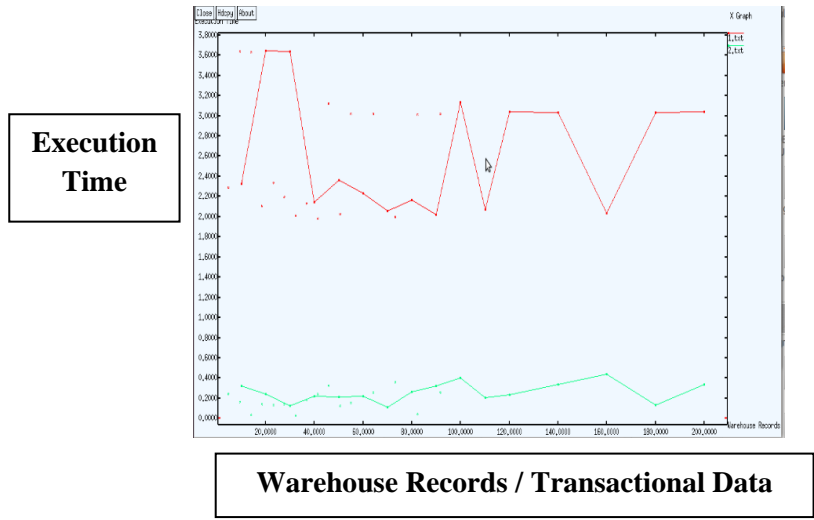 Close Hdcpy About
X Graph
Execution Time
1.txt
2.txt
3,8000
3,6000
3,4000
3,2000
3,0000
2,8000
2,6000
2,4000
2,2000
2,0000
1,8000
1,6000
1,4000
1,2000
1,0000
0,8000
0,6000
0,4000
0,2000
0,0000
Execution
Time
20,0000 40,0000 60,0000 80,0000 100,0000 120,0000 140,0000 160,0000 180,0000 200,0000
Warehouse Records
Warehouse Records / Transactional Data